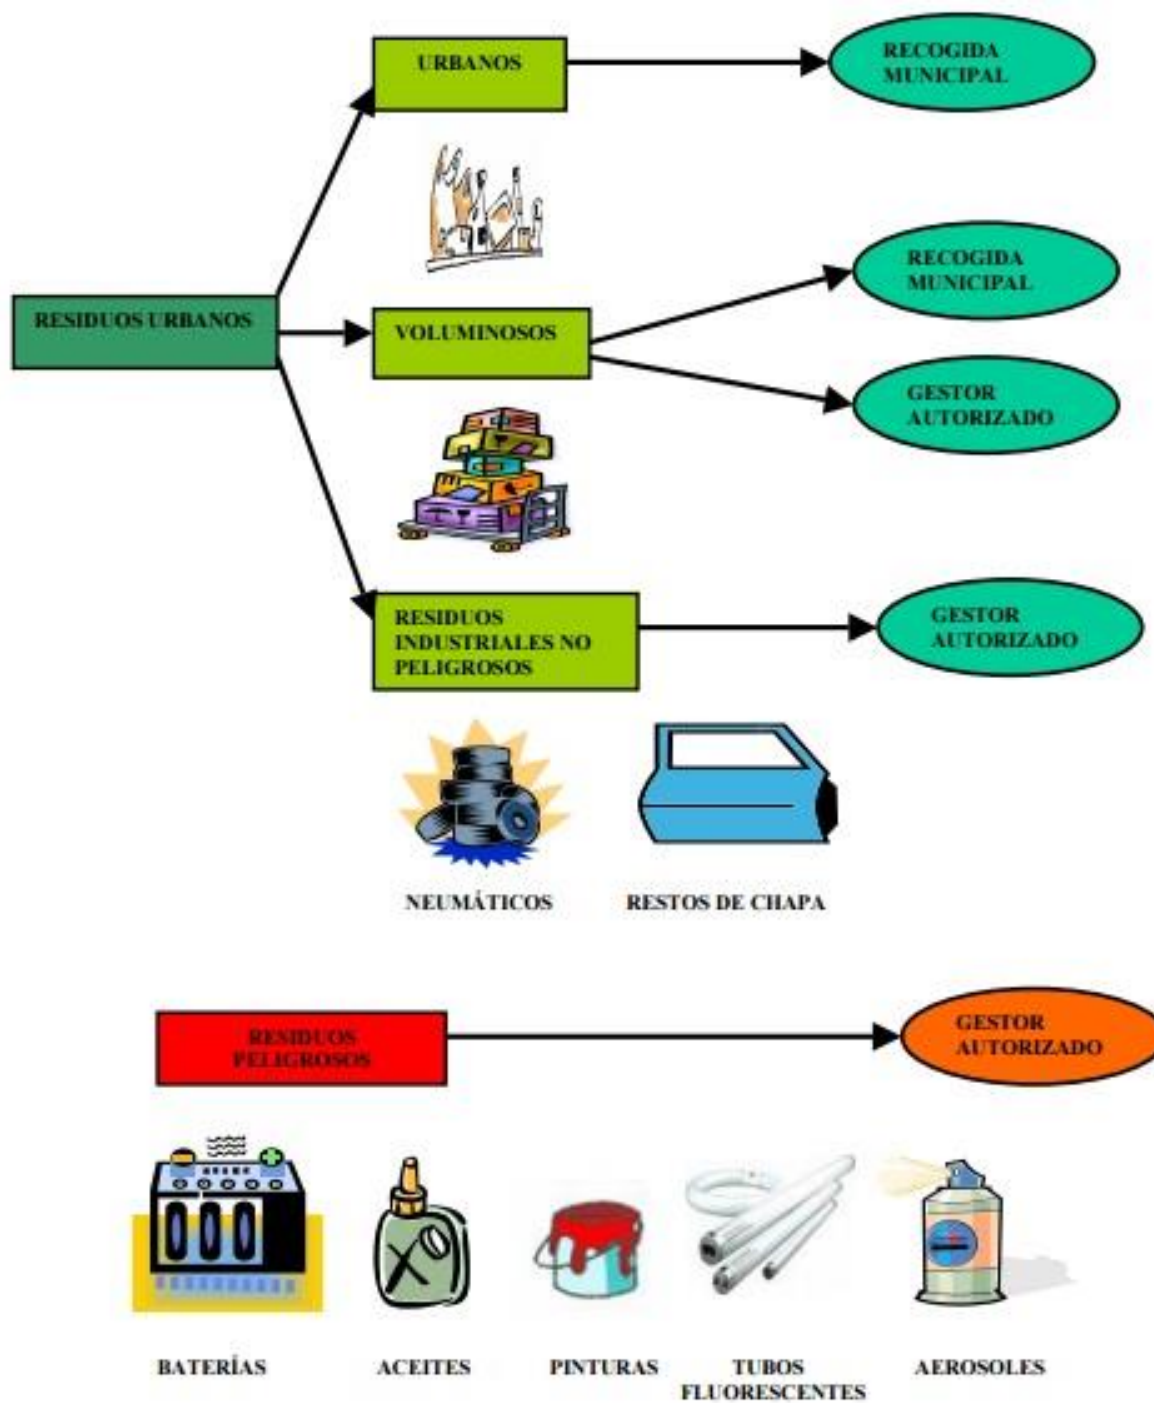 URBANOS
RECOGIDA
MUNICIPAL
RECOGIDA
MUNICIPAL
RESIDUOS URBANOS
VOLUMINOSOS
GESTOR
AUTORIZADO
RESIDUOS
INDUSTRIALES NO
PELIGROSOS
GESTOR
AUTORIZADO
NEUMÁTICOS
RESTOS DE CHAPA
RESIDUOS
PELIGROSOS
GESTOR
AUTORIZADO
BATERÍAS
ACEITES
PINTURAS
TUBOS
FLUORESCENTES
AEROSOLES